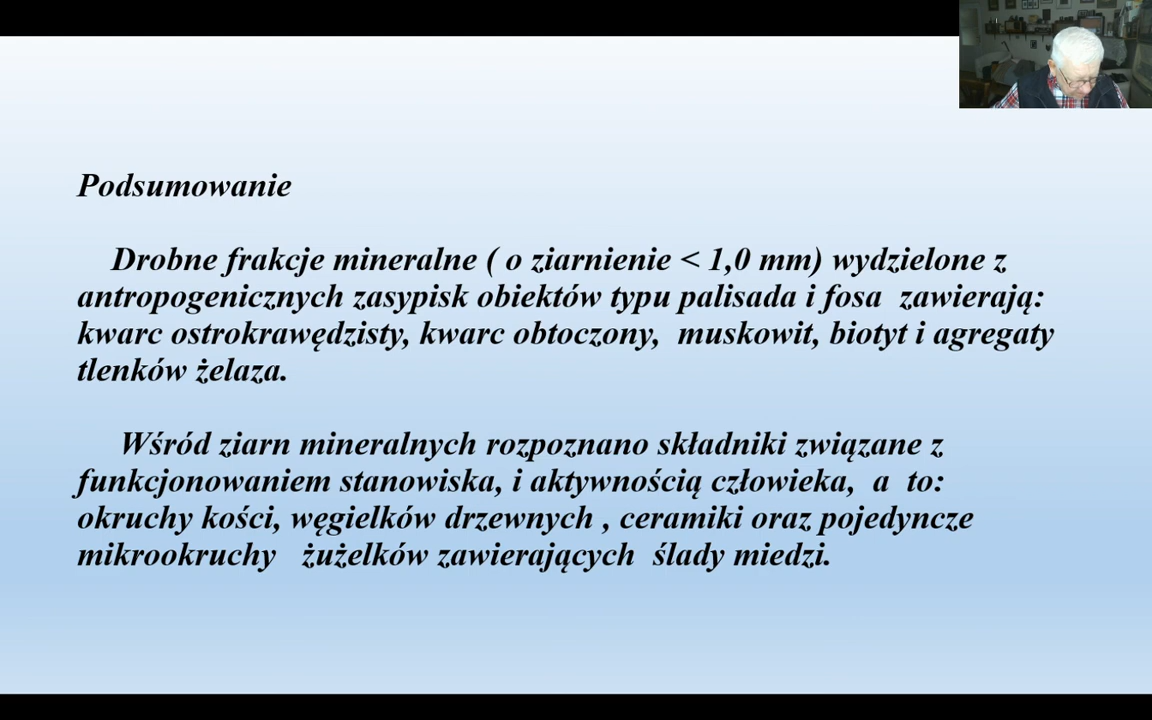 Podsumowanie
Drobne frakcje mineralne ( o ziarnienie < 1,0 mm) wydzielone z
antropogenicznych zasypisk obiektów typu palisada i fosa zawierają:
kwarc ostrokrawędzisty, kwarc obtoczony, muskowit, biotyt i agregaty
tlenków żelaza.
Wśród ziarn mineralnych rozpoznano składniki związane z
funkcjonowaniem stanowiska, i aktywnością człowieka, a to:
okruchy kości, węgielków drzewnych , ceramiki oraz pojedyncze
mikrookruchy żużelków zawierających ślady miedzi.